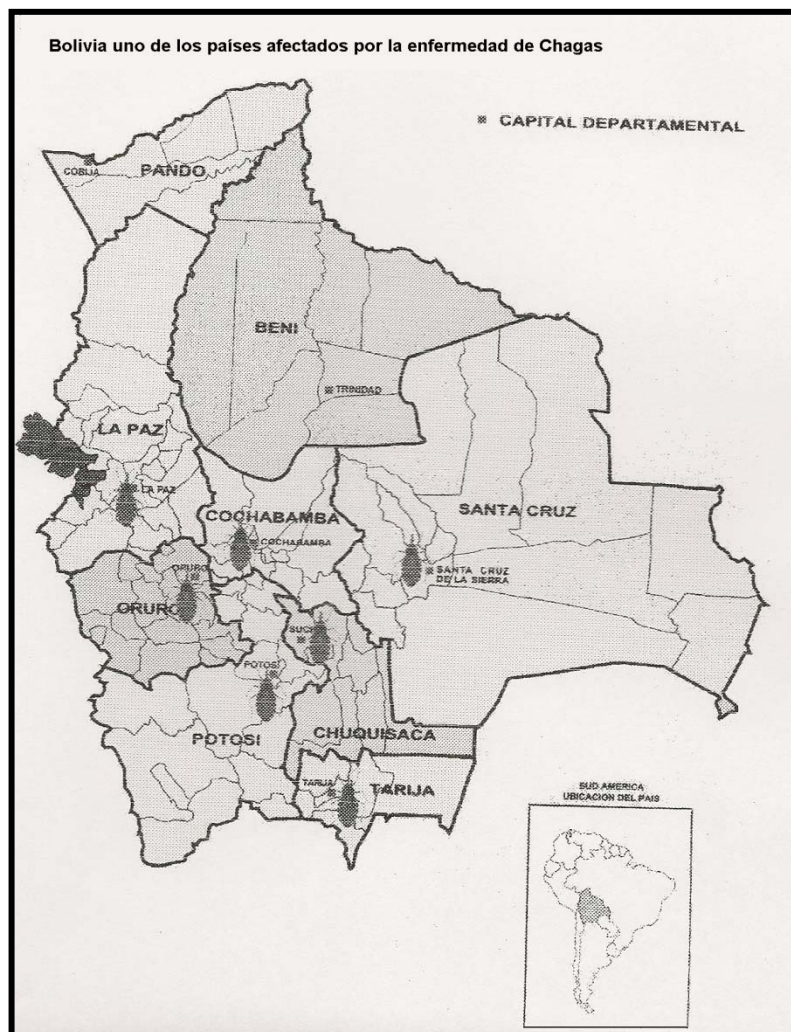 Bolivia uno de los países afectados por la enfermedad de Chagas
CAPITAL DEPARTAMENTAL
COBIJA
PANDO
BENI
TRINIDAD
LA PAZ
LA PAZ
COCHABAMBA
COCHABAMBA
SANTA CRUZ
SANTA CRUZ
DE LA SIERRA
ORURO
ORURO
SUCRE
POTOSI
POTOSI
CHUQUISACA
TARIJA
TARIJA
SUD AMERICA
UBICACION DEL PAIS